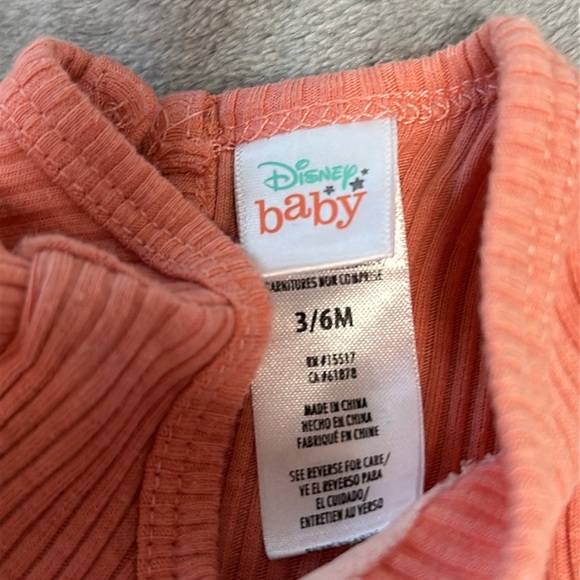 Disney
baby
GARNITURES NON COMPRISE
3/6M
RN #15517
CA #61878
MADE IN CHINA
HECHO EN CHINA
FABRIQUÉ EN CHINE
SEE REVERSE FOR CARE/
VE EL REVERSO PARA
EL CUIDADO/
ENTRETIEN AU VERSO